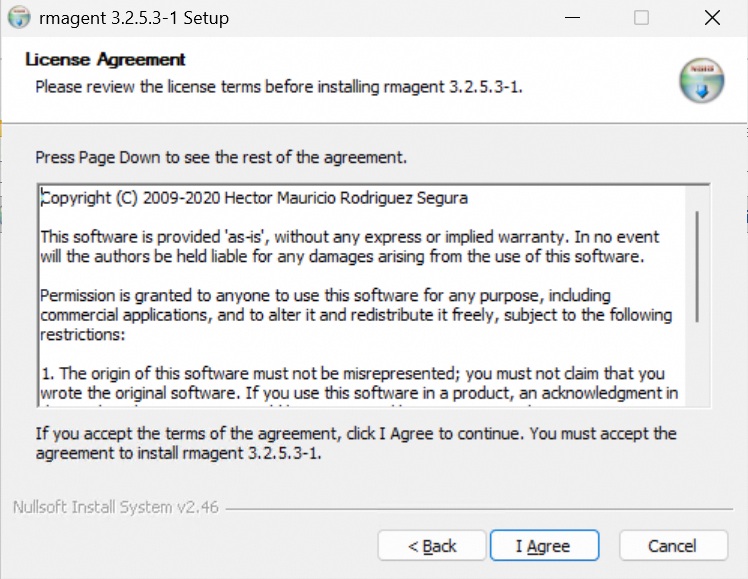 rmagent 3.2.5.3-1 Setup
License Agreement
Please review the license terms before installing rmagent 3.2.5.3-1.
Press Page Down to see the rest of the agreement.
Copyright (C) 2009-2020 Hector Mauricio Rodriguez Segura
This software is provided 'as-is', without any express or implied warranty. In no event
will the authors be held liable for any damages arising from the use of this software.
Permission is granted to anyone to use this software for any purpose, including
commercial applications, and to alter it and redistribute it freely, subject to the following
restrictions:
1. The origin of this software must not be misrepresented; you must not claim that you
wrote the original software. If you use this software in a product, an acknowledgment in
If you accept the terms of the agreement, click I Agree to continue. You must accept the
agreement to install rmagent 3.2.5.3-1.
Nullsoft Install System v2.46
< Back
I Agree
Cancel